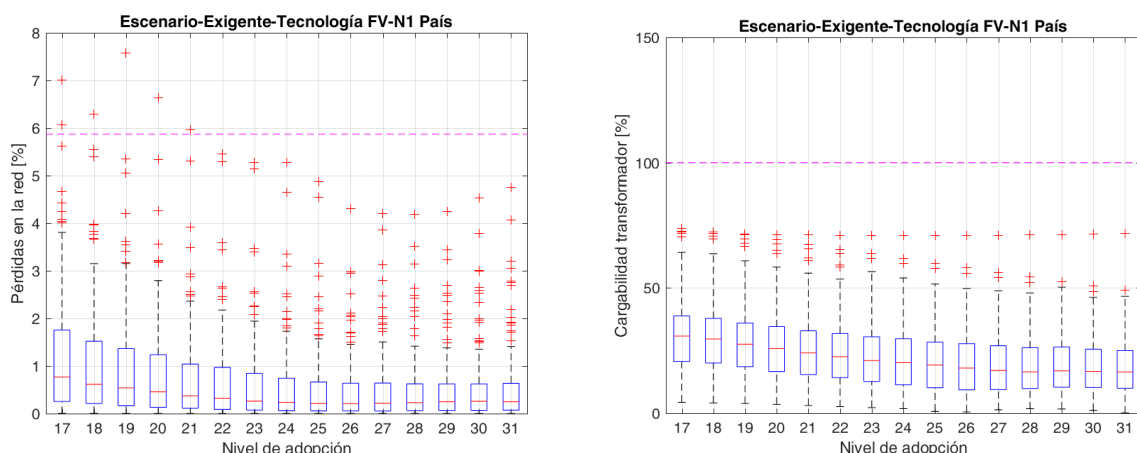 Escenario-Exigente-Tecnología FV-N1 País
8
7
6
5
4
3
2
1
0
Pérdidas en la red [%]
17 18 19 20 21 22 23 24 25 26 27 28 29 30 31
Nivel de adopción
Escenario-Exigente-Tecnología FV-N1 País
150
100
50
0
Cargabilidad transformador [%]
17 18 19 20 21 22 23 24 25 26 27 28 29 30 31
Nivel de adopción